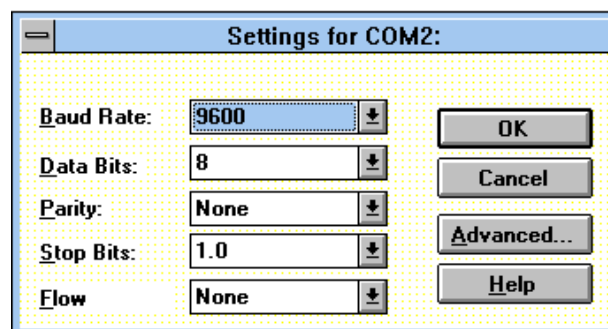 Settings for COM2:
Baud Rate: 9600
OK
Data Bits: 8
Cancel
Parity: None
Advanced...
Stop Bits: 1.0
Help
Flow None